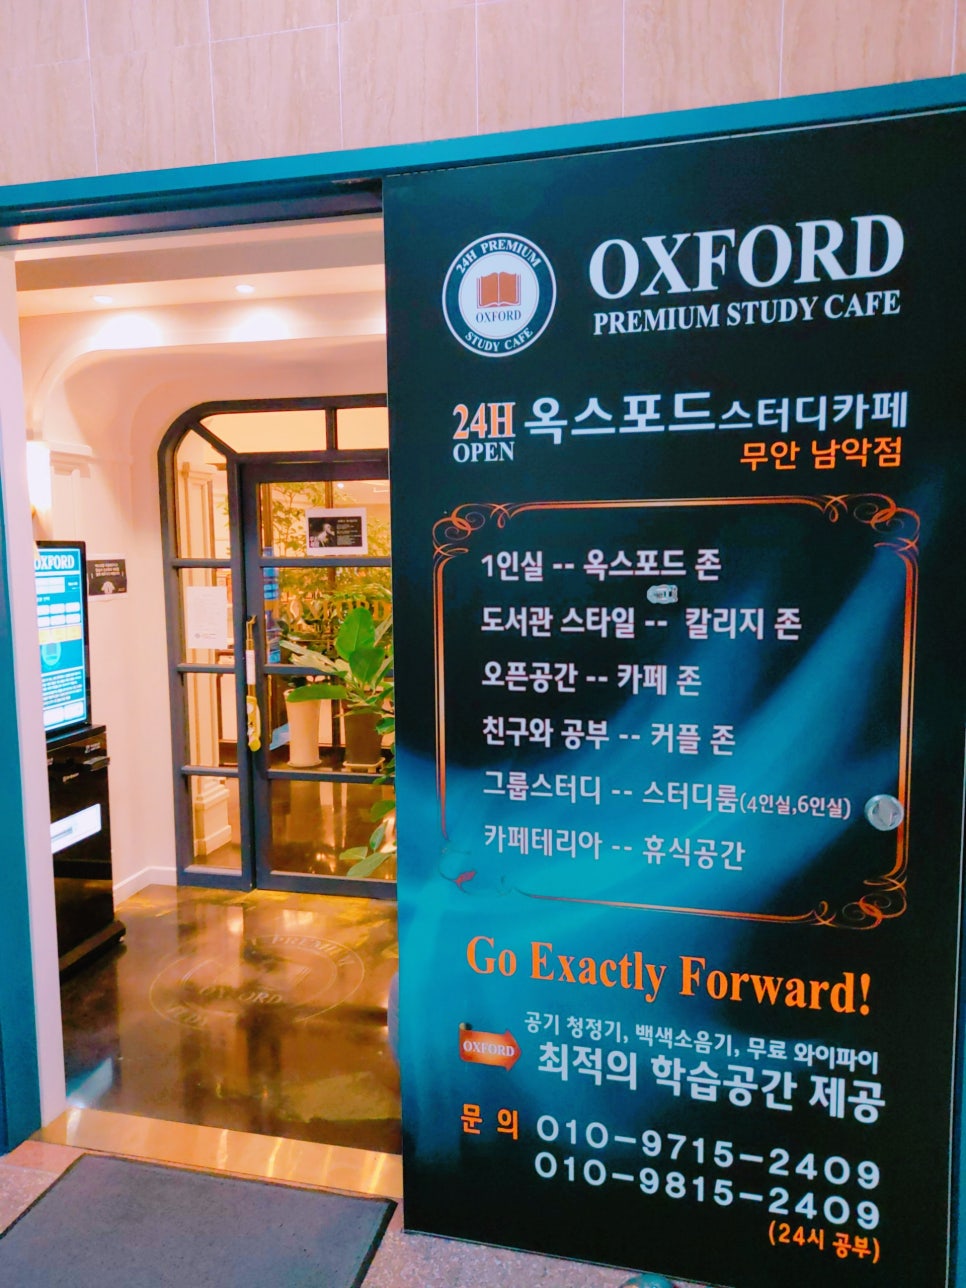 24H PREMIUM
OXFORD
STUDY CAFE
OXFORD
PREMIUM STUDY CAFE
24H
OPEN
옥스포드스터디카페
무안 남악점
1인실 -- 옥스포드 존
도서관 스타일 -- 칼리지 존
오픈공간 -- 카페 존
친구와 공부 -- 커플 존
그룹스터디 -- 스터디룸(4인실,6인실)
카페테리아 -- 휴식공간
Go Exactly Forward!
OXFORD
공기 청정기, 백색소음기, 무료 와이파이
최적의 학습공간 제공
문 의
010-9715-2409
010-9815-2409
(24시 공부)
OXFORD
PREMIUM
OXFORD